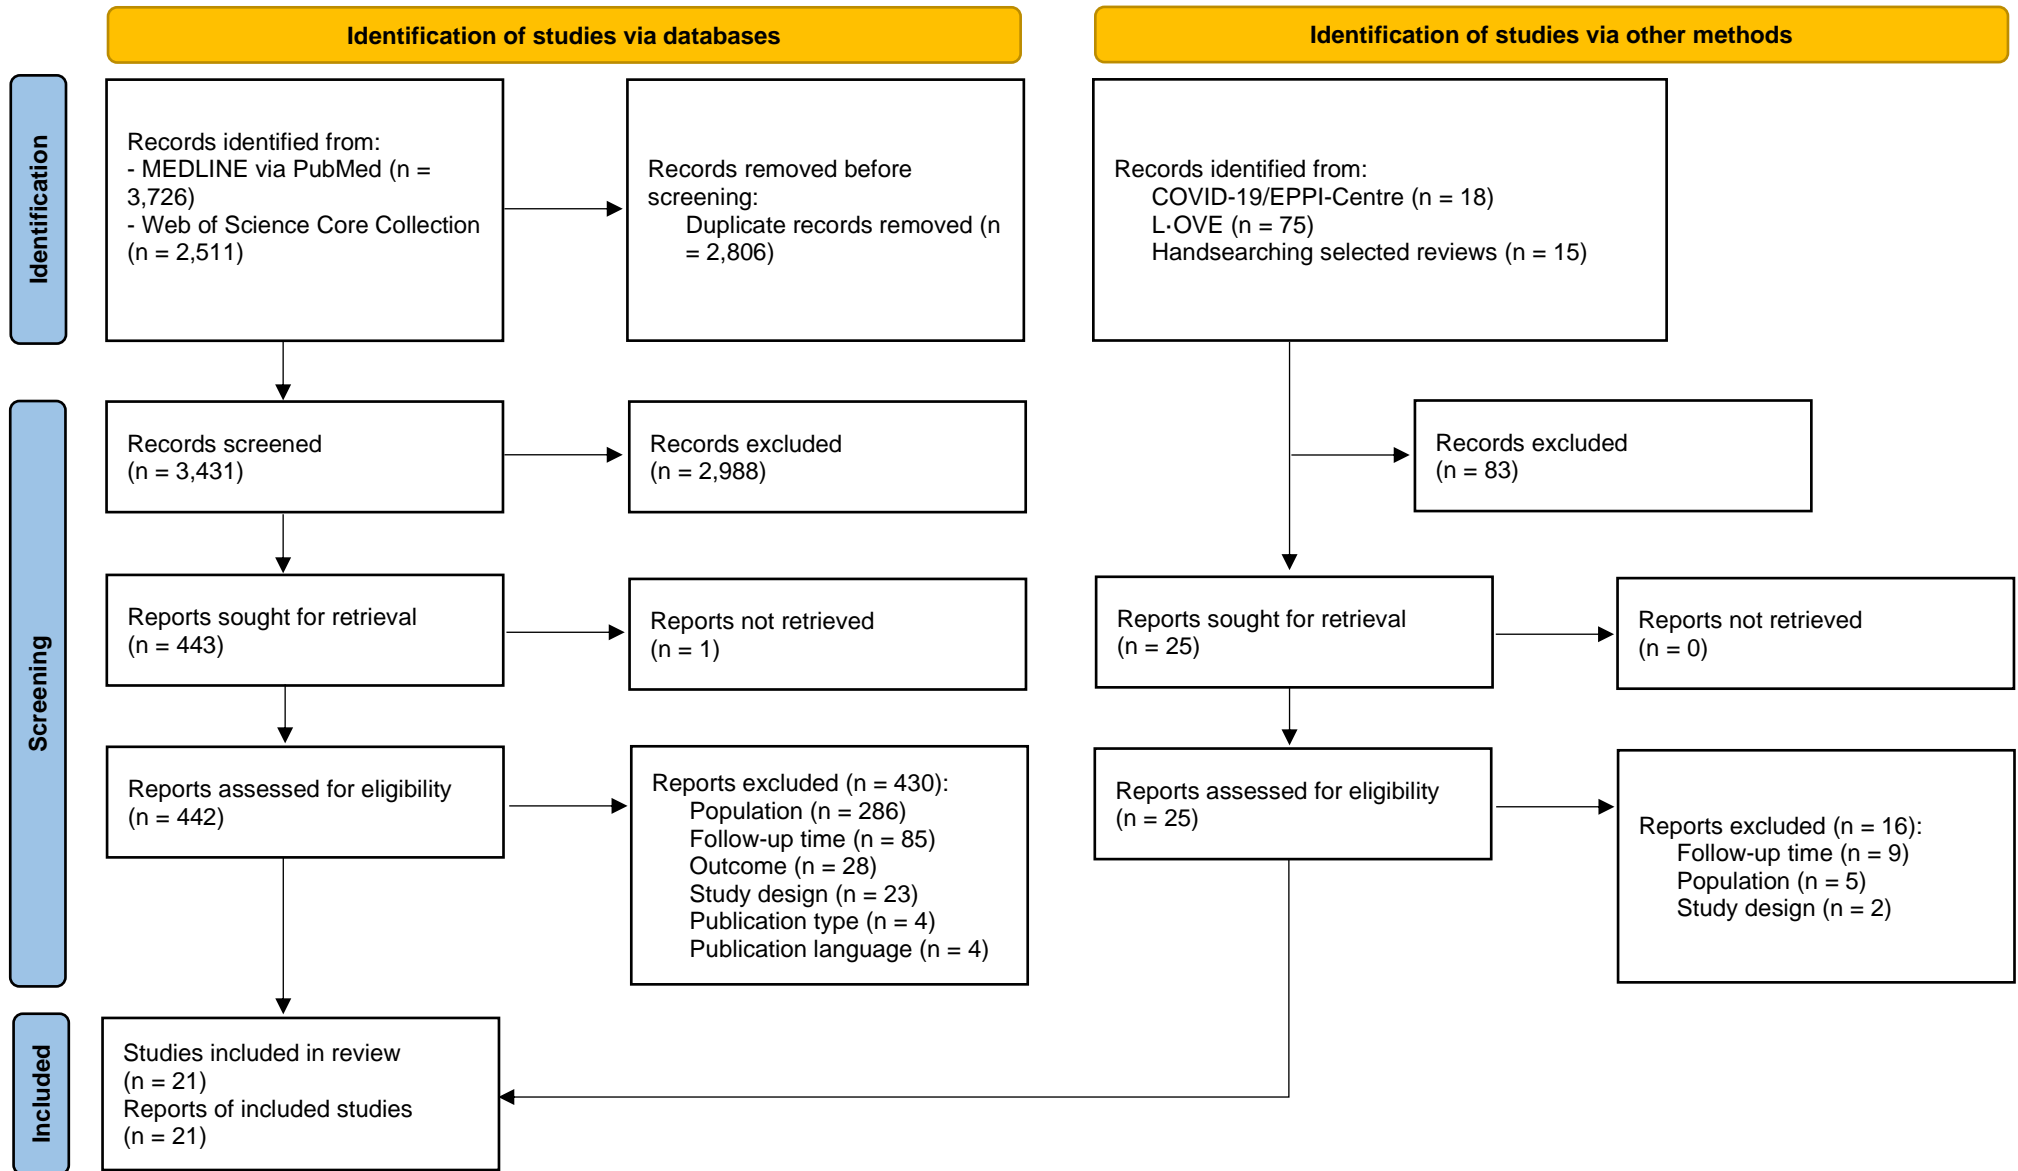 Identification of studies via databases
Identification of studies via other methods
Identification
Records identified from:
- MEDLINE via PubMed (n =
3,726)
- Web of Science Core Collection
(n = 2,511)
Records removed before
screening:
Duplicate records removed (n
= 2,806)
Records identified from:
COVID-19/EPPI-Centre (n = 18)
L·OVE (n = 75)
Handsearching selected reviews (n = 15)
Screening
Records screened
(n = 3,431)
Records excluded
(n = 2,988)
Records excluded
(n = 83)
Reports sought for retrieval
(n = 443)
Reports not retrieved
(n = 1)
Reports sought for retrieval
(n = 25)
Reports not retrieved
(n = 0)
Reports assessed for eligibility
(n = 442)
Reports excluded (n = 430):
Population (n = 286)
Follow-up time (n = 85)
Outcome (n = 28)
Study design (n = 23)
Publication type (n = 4)
Publication language (n = 4)
Reports assessed for eligibility
(n = 25)
Reports excluded (n = 16):
Follow-up time (n = 9)
Population (n = 5)
Study design (n = 2)
Included
Studies included in review
(n = 21)
Reports of included studies
(n = 21)